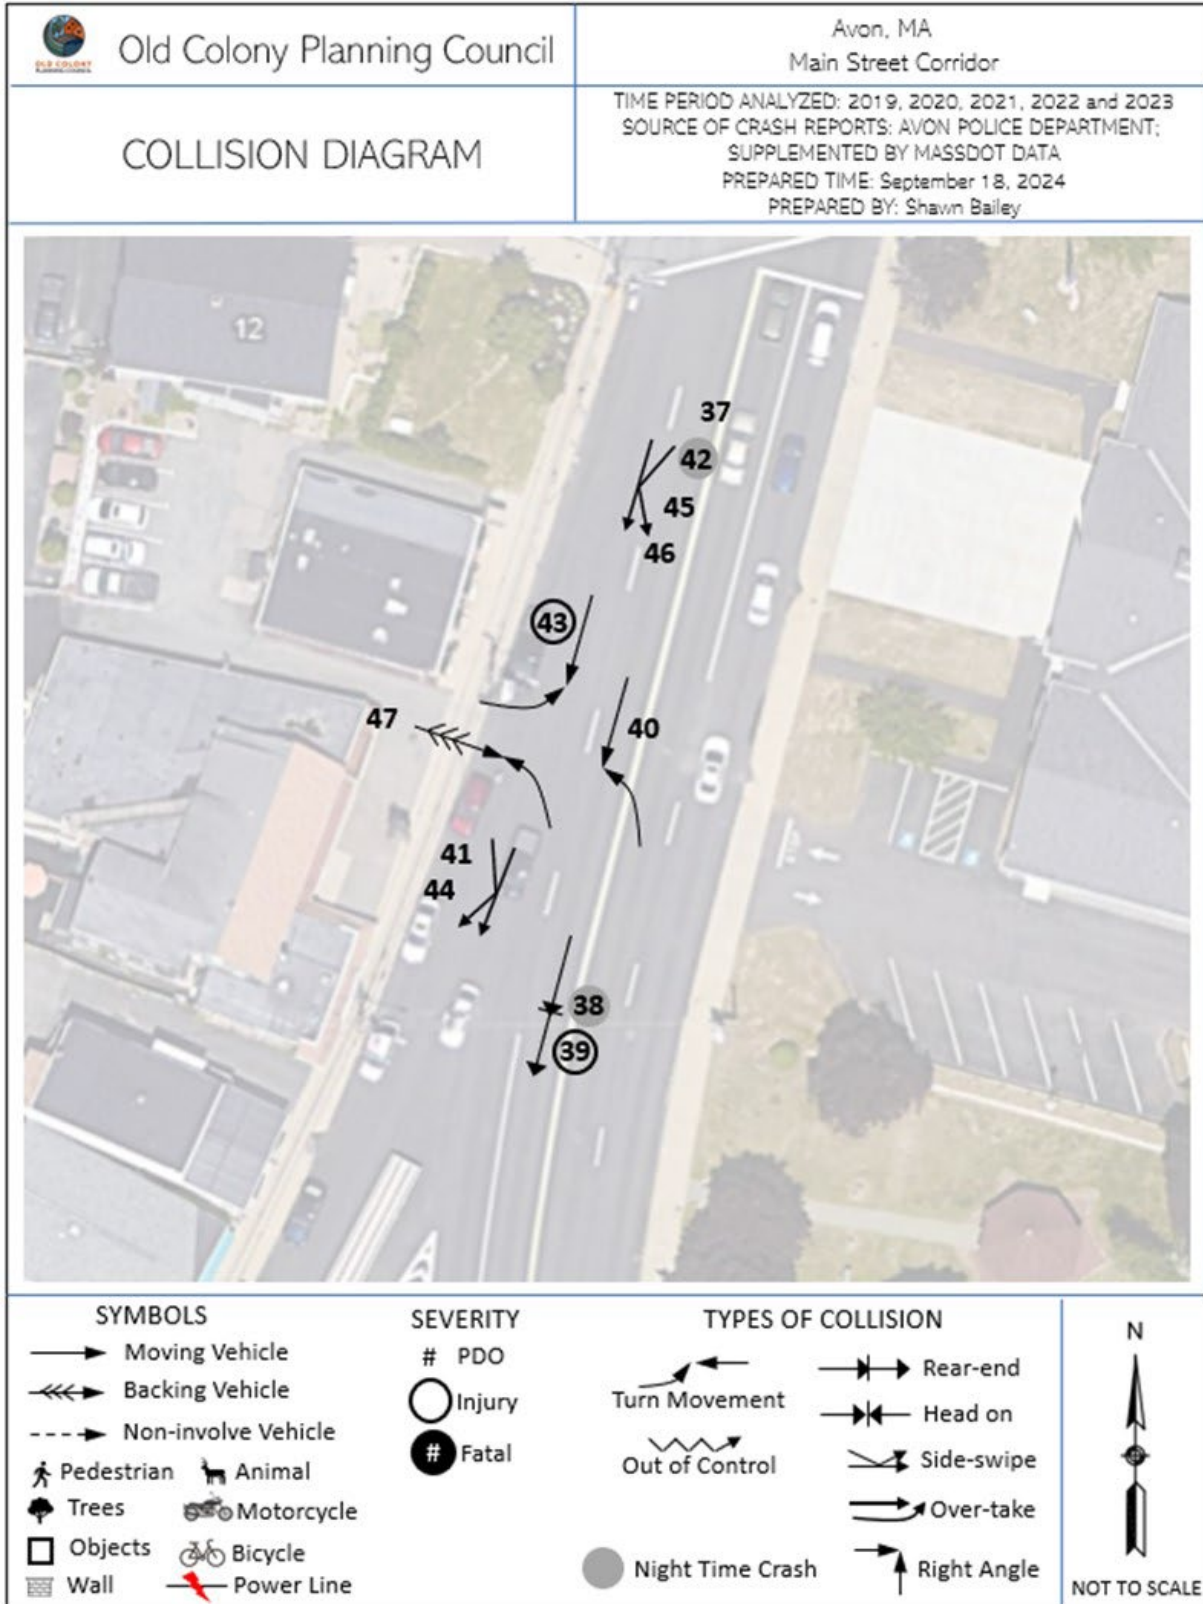 Old Colony Planning Council
OLD COLONY
PLANNING COUNCIL
Avon, MA
Main Street Corridor
COLLISION DIAGRAM
TIME PERIOD ANALYZED: 2019, 2020, 2021, 2022 and 2023
SOURCE OF CRASH REPORTS: AVON POLICE DEPARTMENT;
SUPPLEMENTED BY MASSDOT DATA
PREPARED TIME: September 18, 2024
PREPARED BY: Shawn Bailey
12
37
42
45
46
43
47
40
41
44
38
39
SYMBOLS
Moving Vehicle
Backing Vehicle
Non-involve Vehicle
Pedestrian
Animal
Trees
Motorcycle
Objects
Bicycle
Wall
Power Line
SEVERITY
# PDO
Injury
# Fatal
TYPES OF COLLISION
Turn Movement
Rear-end
Head on
Out of Control
Side-swipe
Over-take
Night Time Crash
Right Angle
N
NOT TO SCALE